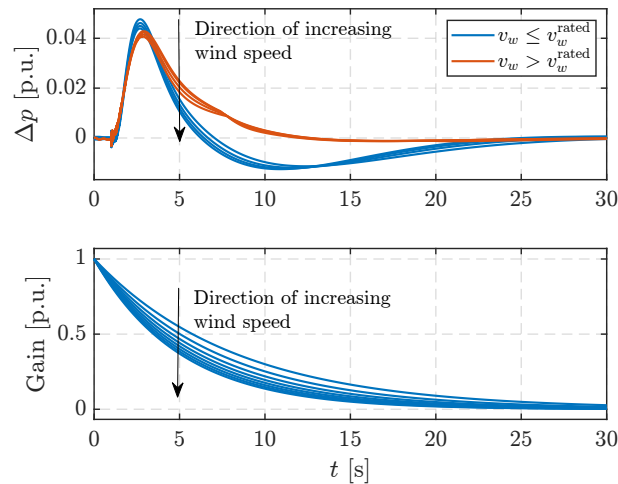 Δp [p.u.]
0.04
0.02
0
Direction of increasing
wind speed
v_w ≤ v_w^rated
v_w > v_w^rated
0 5 10 15 20 25 30
Gain [p.u.]
1
0.5
0
Direction of increasing
wind speed
0 5 10 15 20 25 30
t [s]